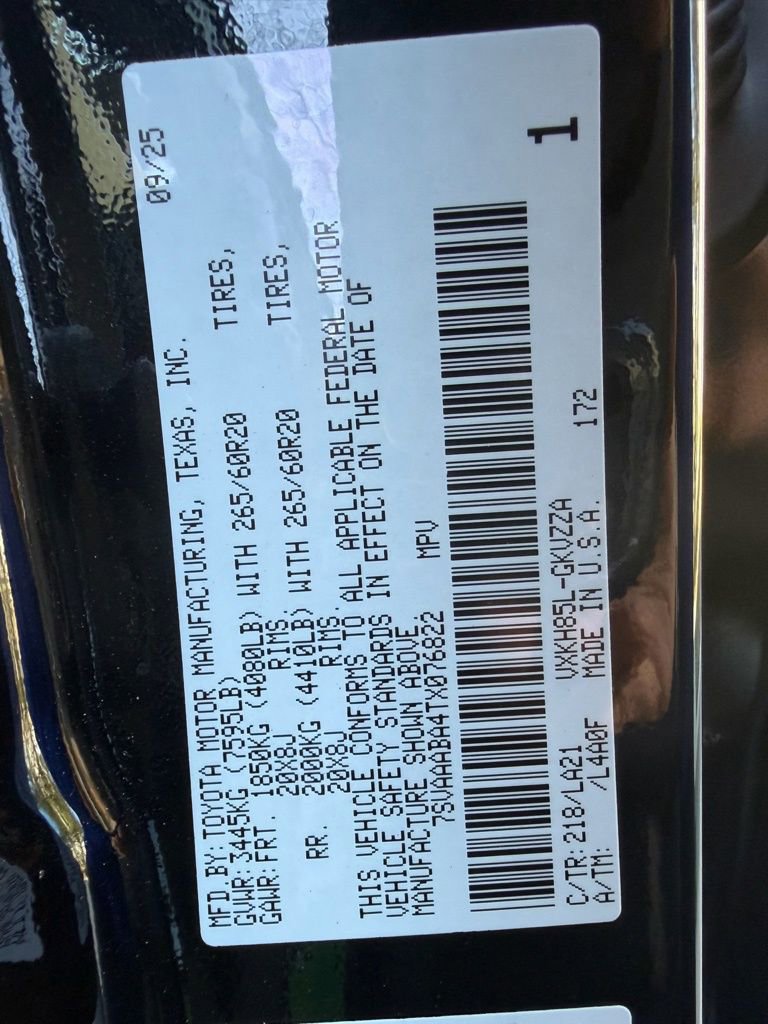 MFD.BY:TOYOTA MOTOR MANUFACTURING, TEXAS, INC. 09/25
GVWR:3445KG (7595LB)
GAWR:FRT. 1850KG (4080LB) WITH 265/60R20 TIRES,
20X8J RIMS,
RR. 2000KG (4410LB) WITH 265/60R20 TIRES,
20X8J RIMS.
THIS VEHICLE CONFORMS TO ALL APPLICABLE FEDERAL MOTOR
VEHICLE SAFETY STANDARDS IN EFFECT ON THE DATE OF
MANUFACTURE SHOWN ABOVE.
7SVAAABA4TX076822 MPV
1
C/TR:218/LA21 VXKH85L-GKVZZA
A/TM: /L4A0F MADE IN U.S.A. 172